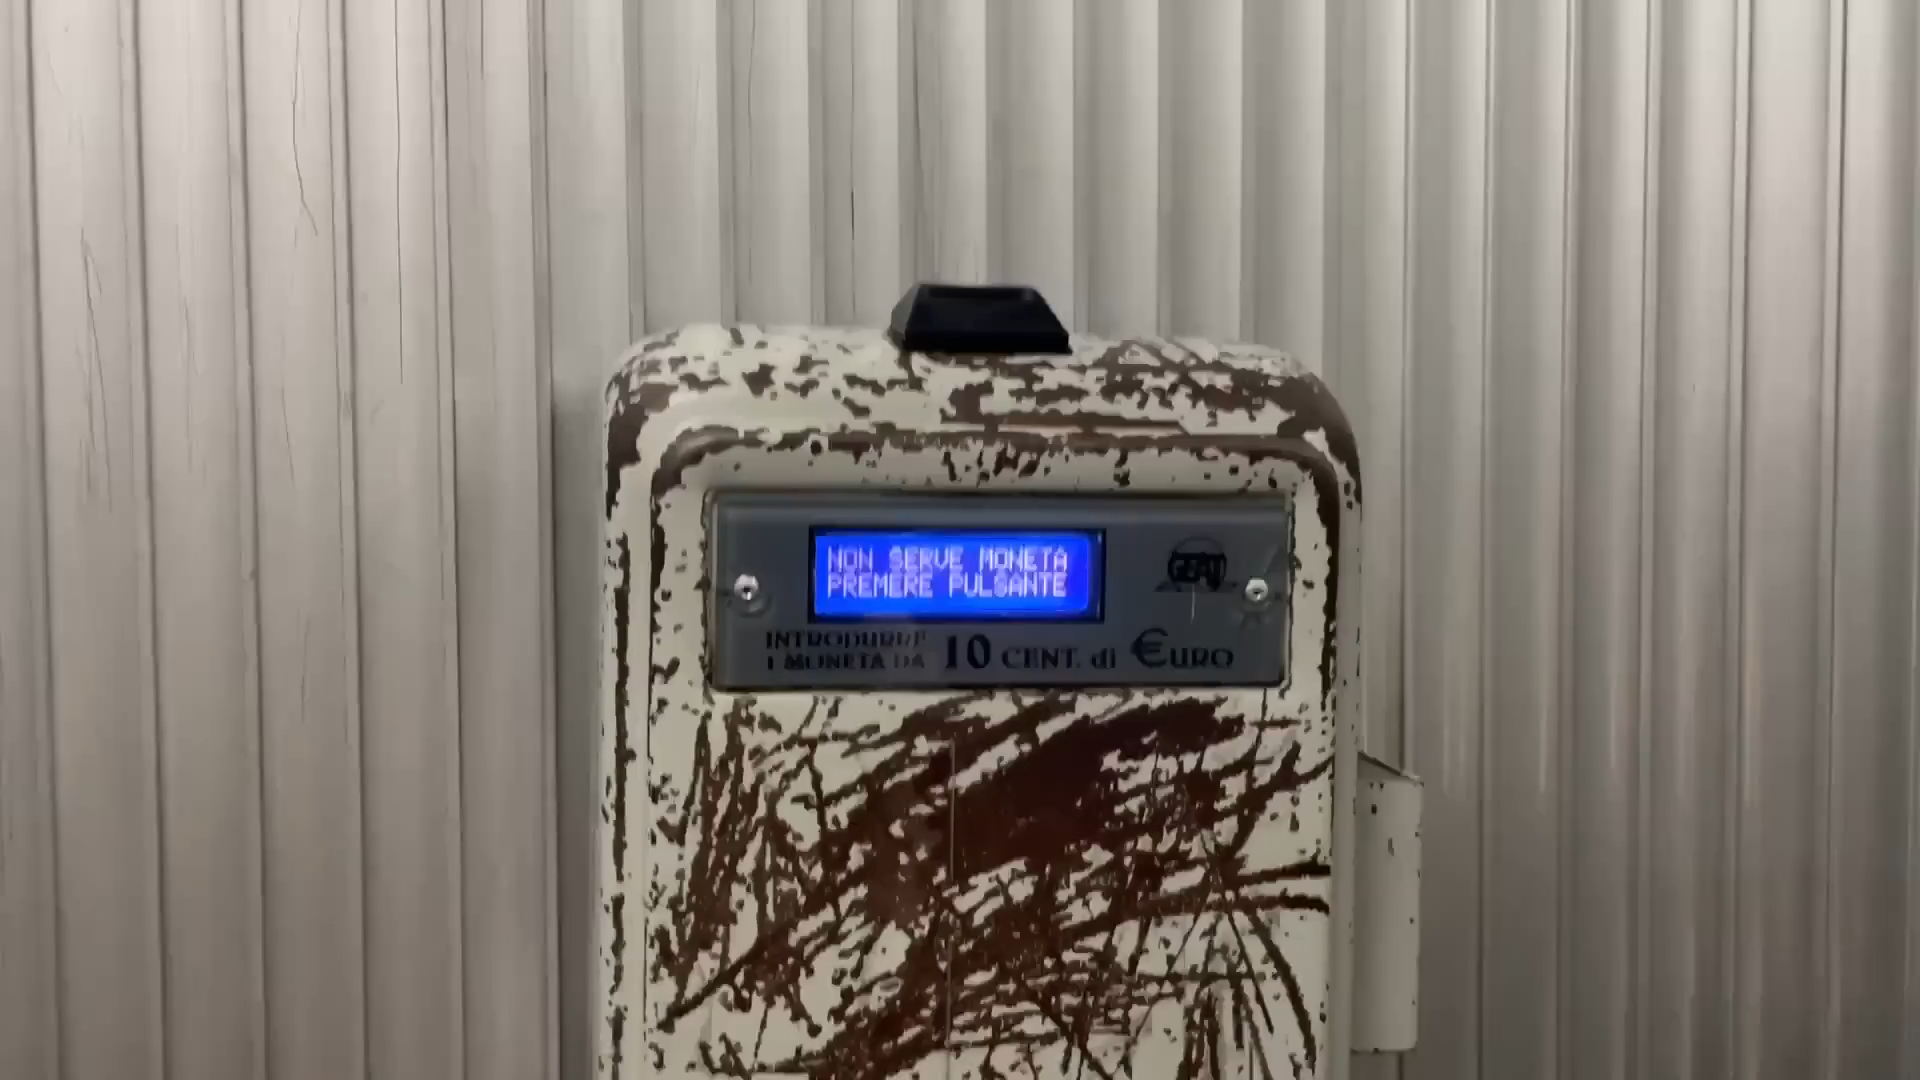 NON SERVE MONETA
PREMERE PULSANTE
INTRODURRE
1 MONETA DA 10 CENT. di €URO